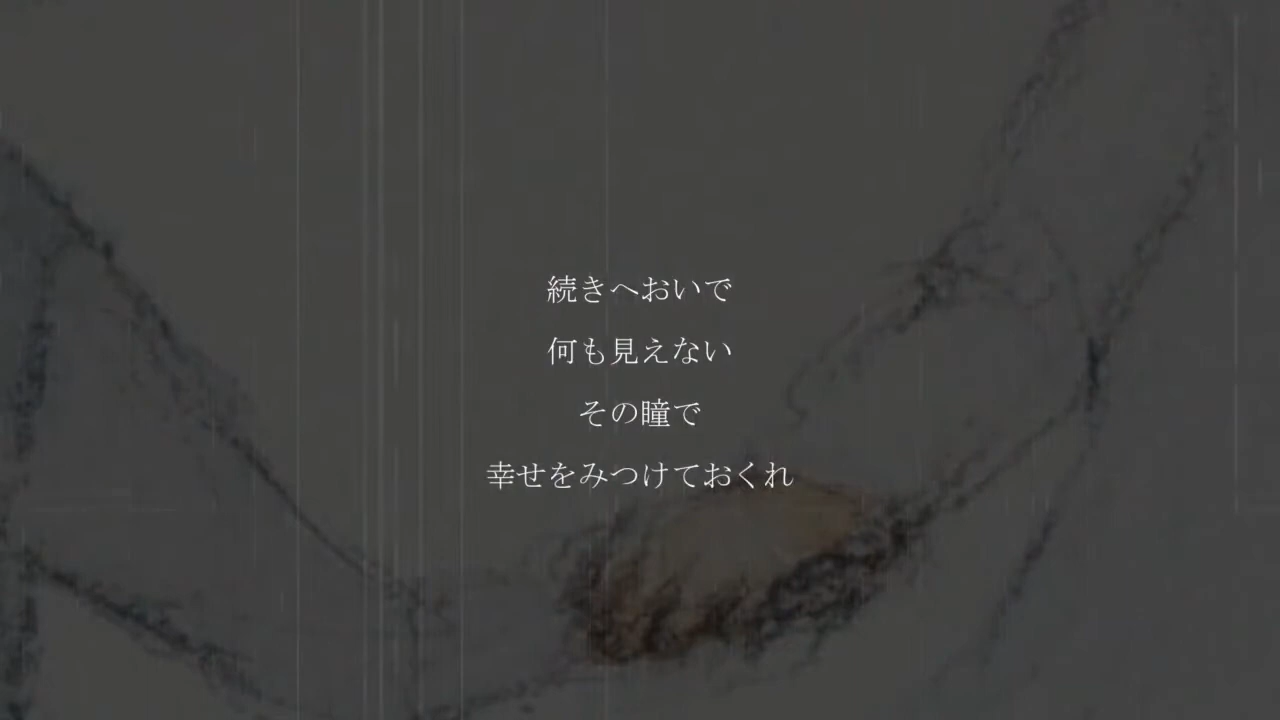 続きへおいで
何も見えない
その瞳で
幸せをみつけておくれ